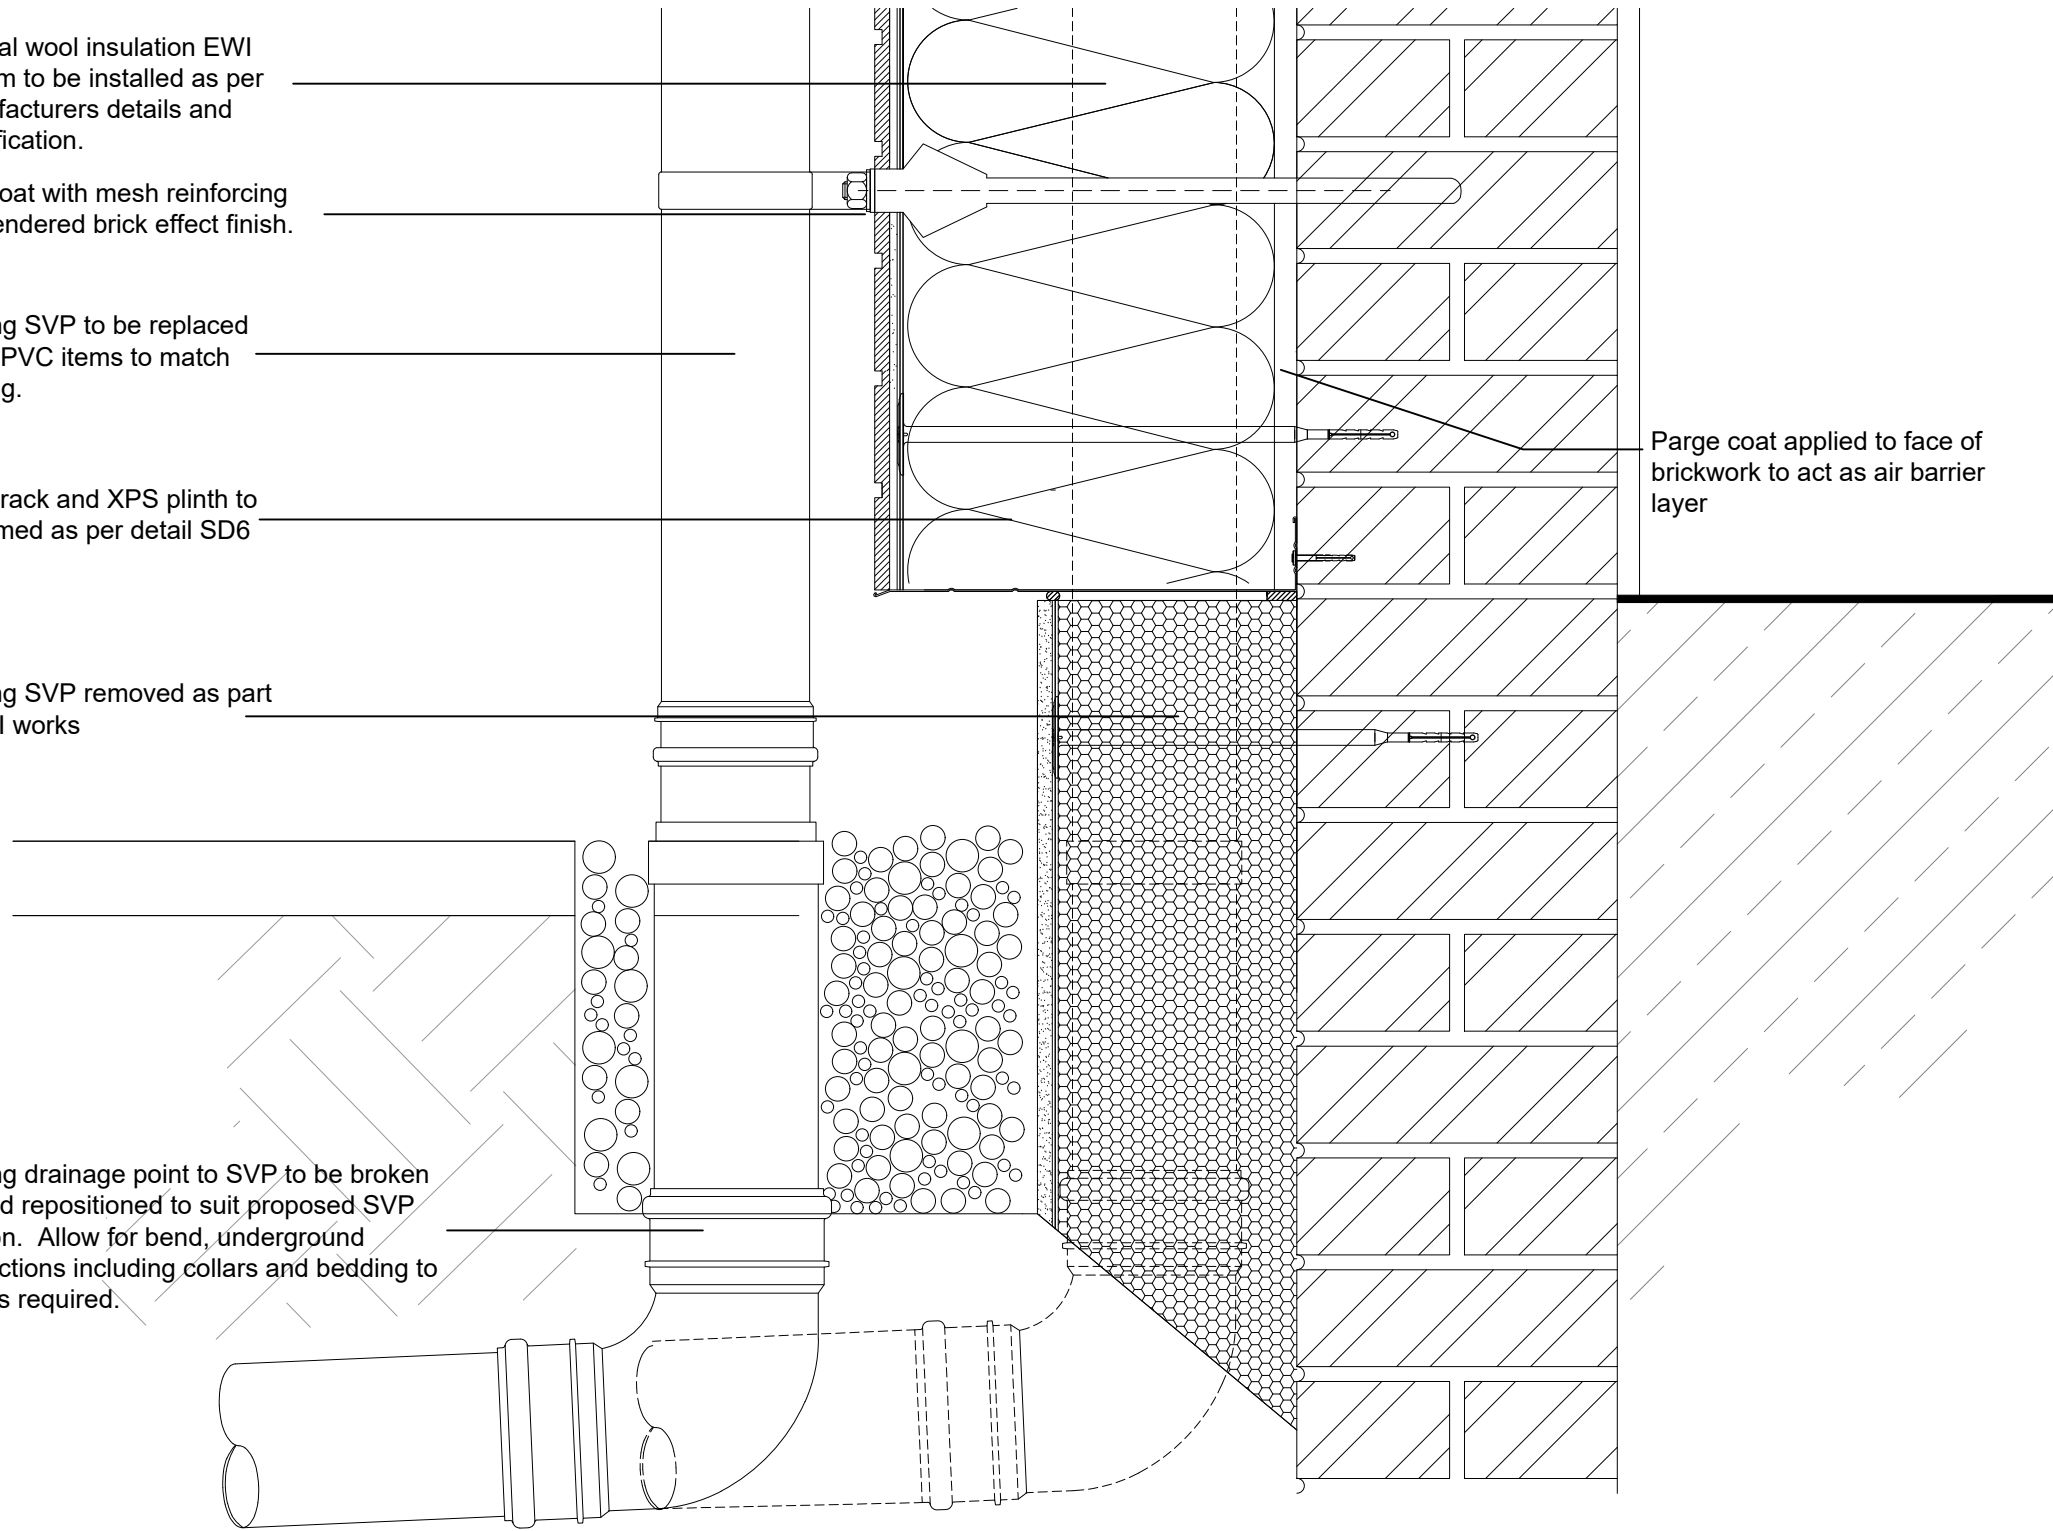 al wool insulation EWI
m to be installed as per
facturers details and
fication.
oat with mesh reinforcing
endered brick effect finish.
ng SVP to be replaced
PVC items to match
g.
Parge coat applied to face of
brickwork to act as air barrier
layer
rack and XPS plinth to
med as per detail SD6
ng SVP removed as part
I works
ng drainage point to SVP to be broken
d repositioned to suit proposed SVP
on. Allow for bend, underground
ctions including collars and bedding to
s required.